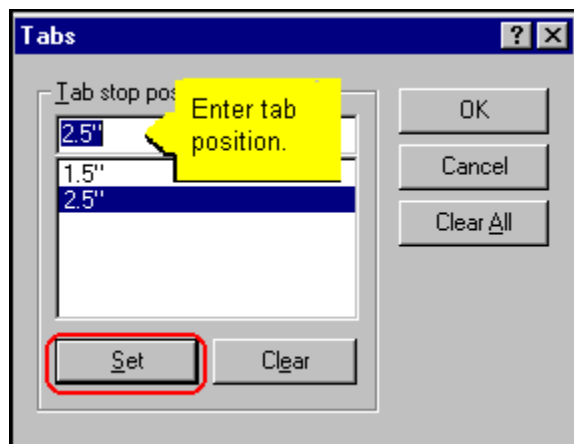 Tabs
Tab stop pos
Enter tab
position.
2.5"
1.5"
2.5"
Set
Clear
OK
Cancel
Clear All